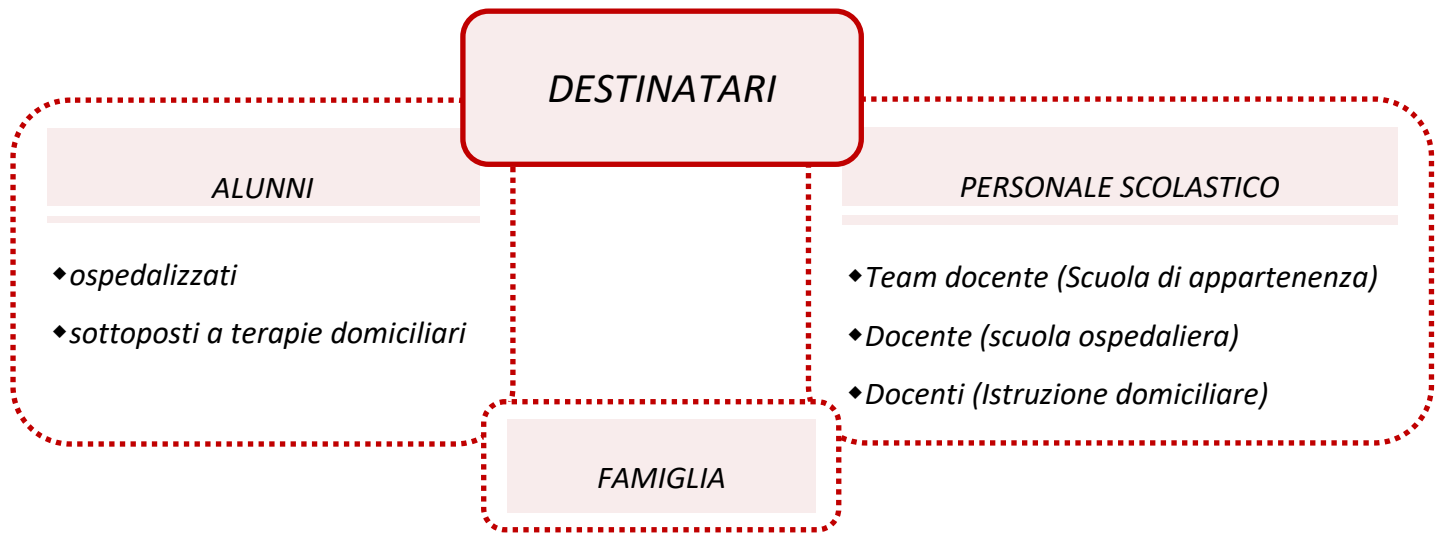 DESTINATARI
ALUNNI
◆ospedalizzati
◆sottoposti a terapie domiciliari
PERSONALE SCOLASTICO
◆Team docente (Scuola di appartenenza)
◆Docente (scuola ospedaliera)
◆Docenti (Istruzione domiciliare)
FAMIGLIA